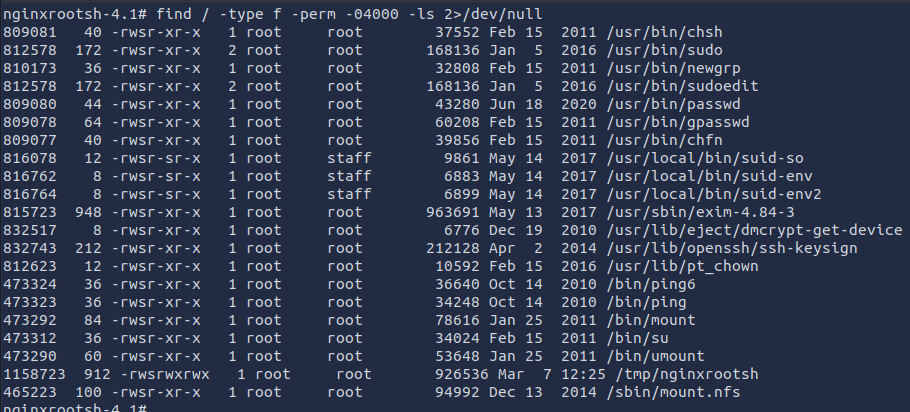 nginxrootsh-4.1# find / -type f -perm -04000 -ls 2>/dev/null
809081   40 -rwsr-xr-x   1 root     root        37552 Feb 15  2011 /usr/bin/chsh
812578  172 -rwsr-xr-x   2 root     root       168136 Jan  5  2016 /usr/bin/sudo
810173   36 -rwsr-xr-x   1 root     root        32808 Feb 15  2011 /usr/bin/newgrp
812578  172 -rwsr-xr-x   2 root     root       168136 Jan  5  2016 /usr/bin/sudoedit
809080   44 -rwsr-xr-x   1 root     root        43280 Jun 18  2020 /usr/bin/passwd
809078   64 -rwsr-xr-x   1 root     root        60208 Feb 15  2011 /usr/bin/gpasswd
809077   40 -rwsr-xr-x   1 root     root        39856 Feb 15  2011 /usr/bin/chfn
816078   12 -rwsr-sr-x   1 root     staff        9861 May 14  2017 /usr/local/bin/suid-so
816762    8 -rwsr-sr-x   1 root     staff        6883 May 14  2017 /usr/local/bin/suid-env
816764    8 -rwsr-sr-x   1 root     staff        6899 May 14  2017 /usr/local/bin/suid-env2
815723  948 -rwsr-xr-x   1 root     root       963691 May 13  2017 /usr/sbin/exim-4.84-3
832517    8 -rwsr-xr-x   1 root     root         6776 Dec 19  2010 /usr/lib/eject/dmcrypt-get-device
832743  212 -rwsr-xr-x   1 root     root       212128 Apr  2  2014 /usr/lib/openssh/ssh-keysign
812623   12 -rwsr-xr-x   1 root     root        10592 Feb 15  2016 /usr/lib/pt_chown
473324   36 -rwsr-xr-x   1 root     root        36640 Oct 14  2010 /bin/ping6
473323   36 -rwsr-xr-x   1 root     root        34248 Oct 14  2010 /bin/ping
473292   84 -rwsr-xr-x   1 root     root        78616 Jan 25  2011 /bin/mount
473312   36 -rwsr-xr-x   1 root     root        34024 Feb 15  2011 /bin/su
473290   60 -rwsr-xr-x   1 root     root        53648 Jan 25  2011 /bin/umount
1158723  912 -rwsrwxrwx   1 root     root       926536 Mar  7 12:25 /tmp/nginxrootsh
465223  100 -rwsr-xr-x   1 root     root        94992 Dec 13  2014 /sbin/mount.nfs
nginxrootsh-4.1#